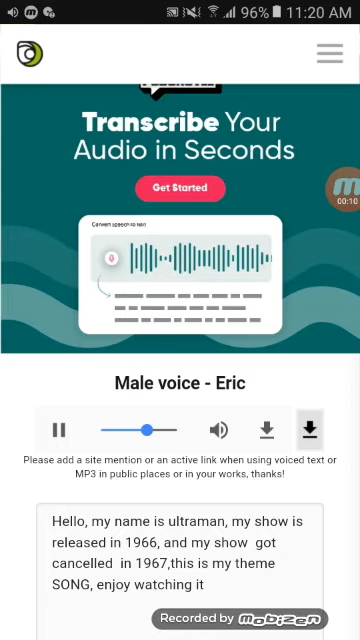 96% 11:20 AM
Transcribe Your
Audio in Seconds
Get Started
00:10
Convert speech to text
Male voice - Eric
Please add a site mention or an active link when using voiced text or
MP3 in public places or in your works, thanks!
Hello, my name is ultraman, my show is
released in 1966, and my show got
cancelled in 1967,this is my theme
SONG, enjoy watching it
Recorded by mobizen